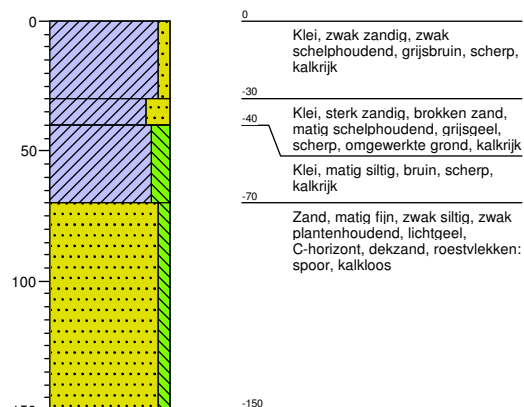 0
50
100
150
0
Klei, zwak zandig, zwak
schelphoudend, grijsbruin, scherp,
kalkrijk
-30
Klei, sterk zandig, brokken zand,
matig schelphoudend, grijsgeel,
scherp, omgewerkte grond, kalkrijk
-40
Klei, matig siltig, bruin, scherp,
kalkrijk
-70
Zand, matig fijn, zwak siltig, zwak
plantenhoudend, lichtgeel,
C-horizont, dekzand, roestvlekken:
spoor, kalkloos
-150